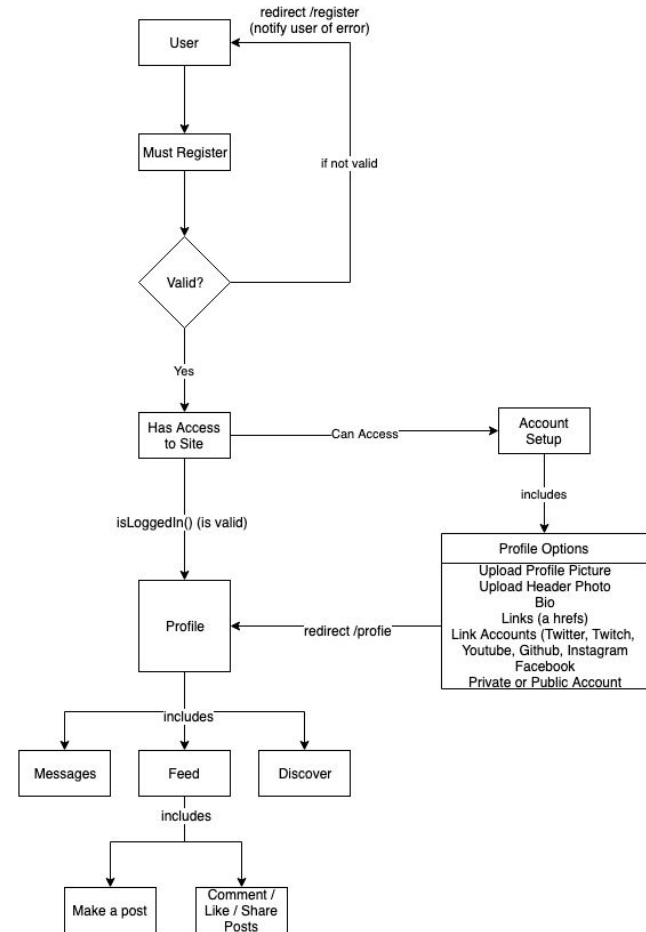 redirect /register
(notify user of error)
User
Must Register
if not valid
Valid?
Yes
Has Access
to Site
Can Access
Account
Setup
includes
isLoggedIn() (is valid)
Profile Options
Upload Profile Picture
Upload Header Photo
Bio
Links (a hrefs)
Link Accounts (Twitter, Twitch,
Youtube, Github, Instagram
Facebook
Private or Public Account
Profile
redirect /profie
includes
Messages
Feed
Discover
includes
Make a post
Comment /
Like / Share
Posts